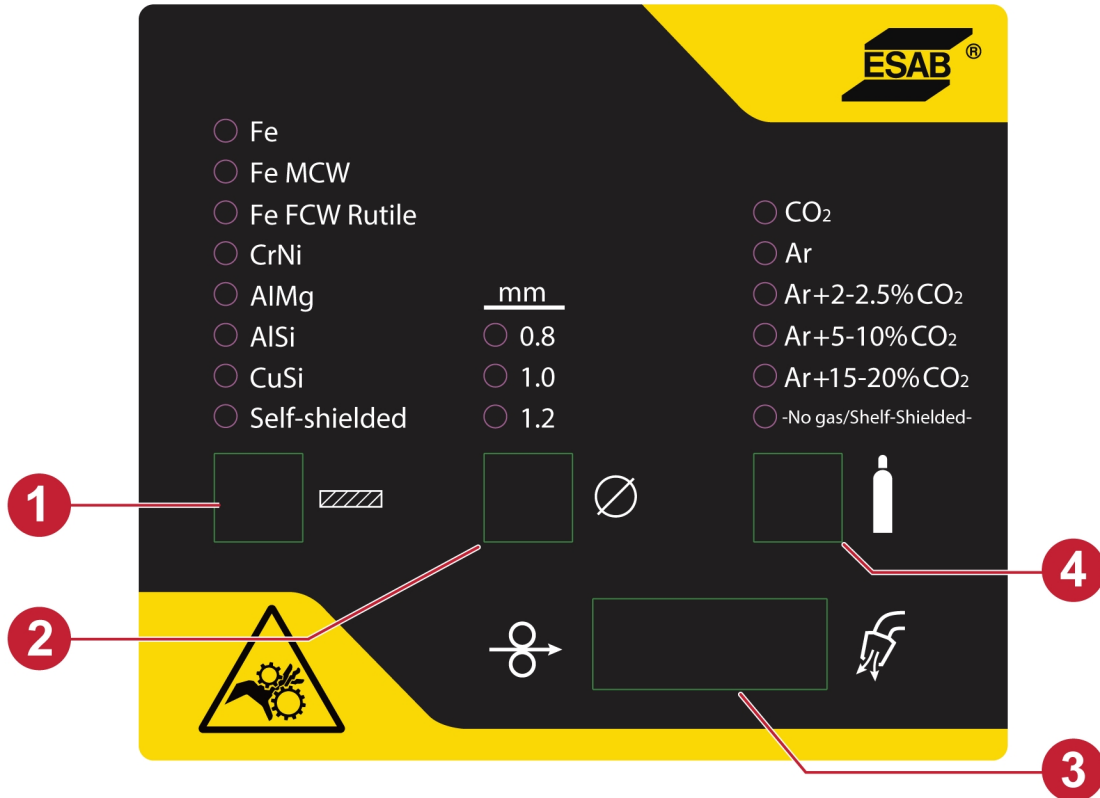 ESAB ®
Fe
Fe MCW
Fe FCW Rutile
CrNi
AlMg
AlSi
CuSi
Self-shielded
mm
0.8
1.0
1.2
CO₂
Ar
Ar+2-2.5%CO₂
Ar+5-10%CO₂
Ar+15-20%CO₂
-No gas/Shelf-Shielded-
1
2
4
3